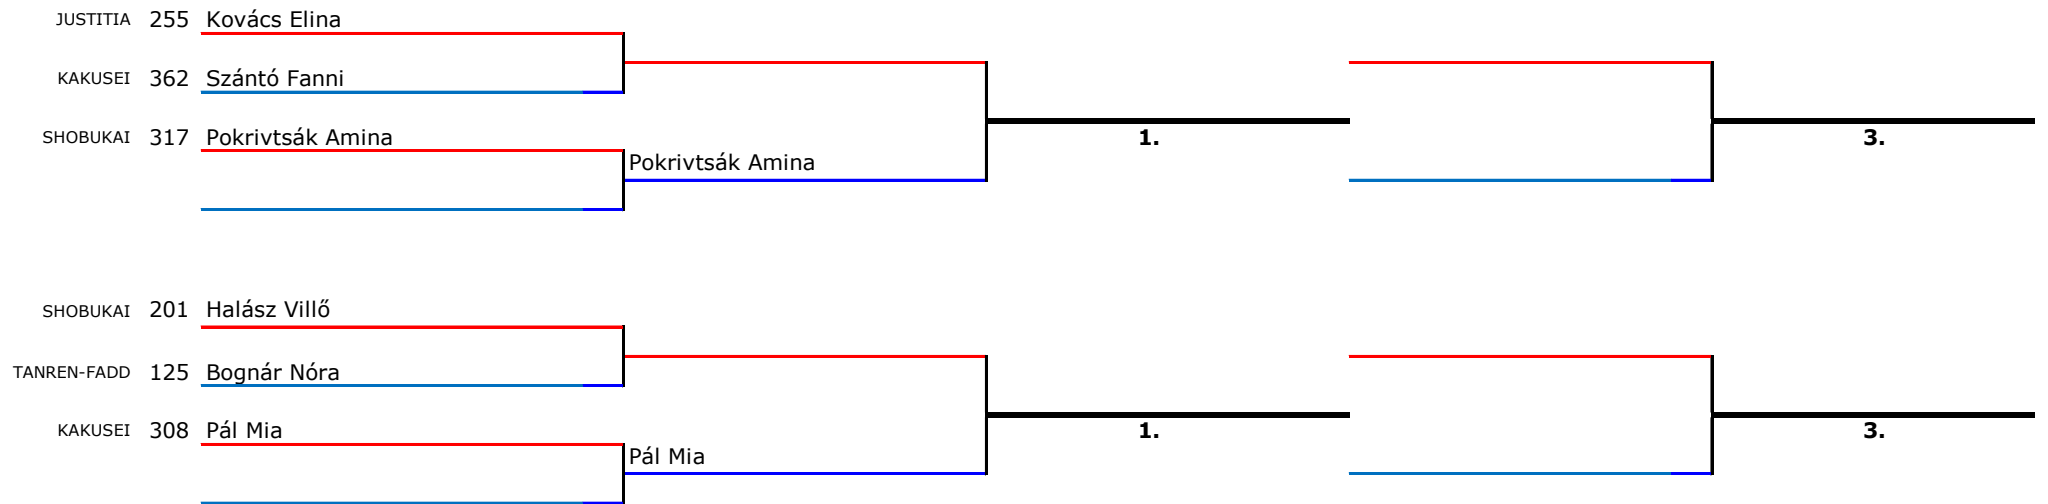 JUSTITIA 255 Kovács Elina
KAKUSEI 362 Szántó Fanni
SHOBUKAI 317 Pokrivtsák Amina
1.
3.
Pokrivtsák Amina
SHOBUKAI 201 Halász Villő
TANREN-FADD 125 Bognár Nóra
KAKUSEI 308 Pál Mia
1.
3.
Pál Mia